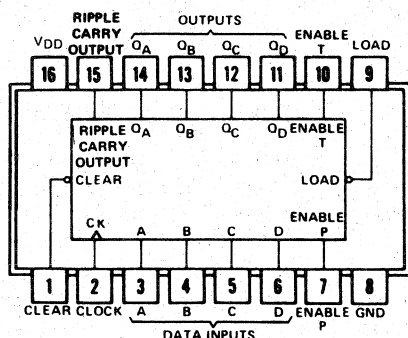 RIPPLE CARRY OUTPUT
OUTPUTS
VDD QA QB QC QD ENABLE T LOAD
16 15 14 13 12 11 10 9
RIPPLE CARRY OUTPUT QA QB QC QD ENABLE T
CLEAR LOAD
CK A B C D ENABLE P
1 2 3 4 5 6 7 8
CLEAR CLOCK A B C D ENABLE P GND
DATA INPUTS